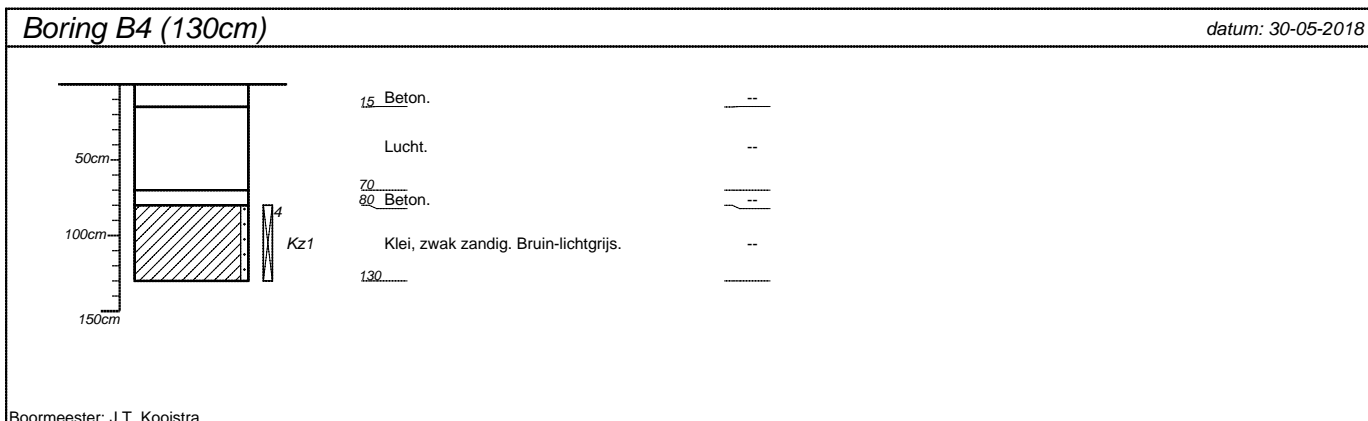 Boring B4 (130cm) datum: 30-05-2018
15 Beton. --
Lucht. --
50cm
70
80 Beton. --
4
100cm Kz1 Klei, zwak zandig. Bruin-lichtgrijs. --
130
150cm
Boormeester: J.T. Kooistra